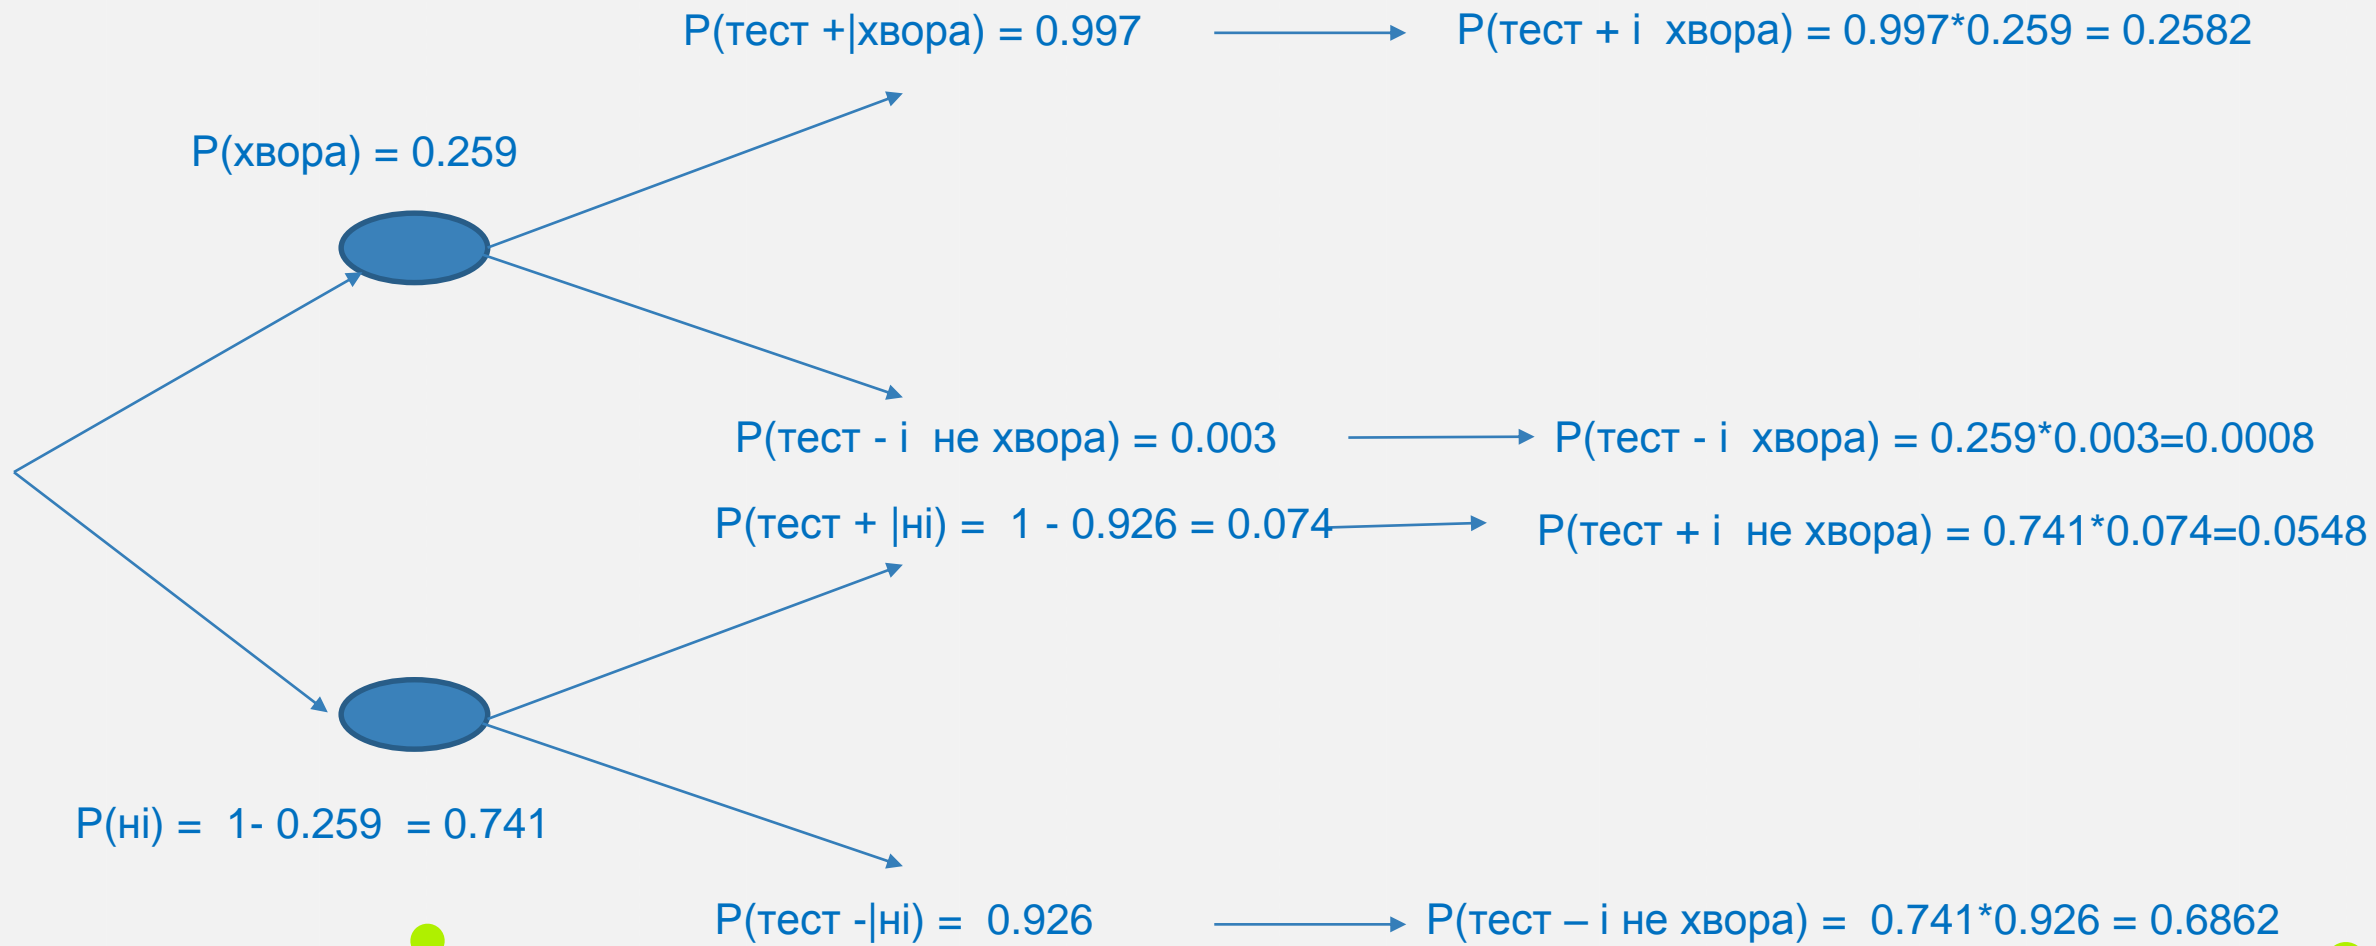 P(тест +|хвора) = 0.997
P(тест + і хвора) = 0.997*0.259 = 0.2582
P(хвора) = 0.259
P(тест - і не хвора) = 0.003
P(тест - і хвора) = 0.259*0.003=0.0008
P(тест + |ні) = 1 - 0.926 = 0.074
P(тест + і не хвора) = 0.741*0.074=0.0548
P(ні) = 1- 0.259 = 0.741
P(тест -|ні) = 0.926
P(тест – і не хвора) = 0.741*0.926 = 0.6862